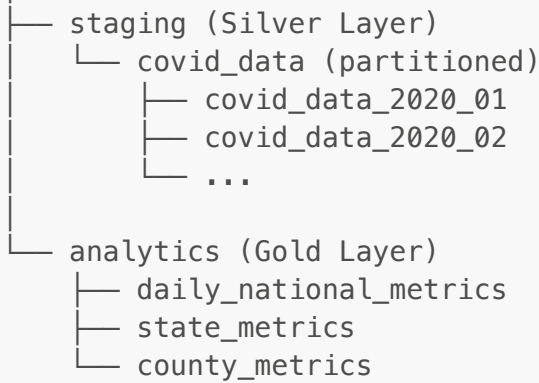 ├── staging (Silver Layer)
│   └── covid_data (partitioned)
│       ├── covid_data_2020_01
│       ├── covid_data_2020_02
│       └── ...
│
└── analytics (Gold Layer)
    ├── daily_national_metrics
    ├── state_metrics
    └── county_metrics